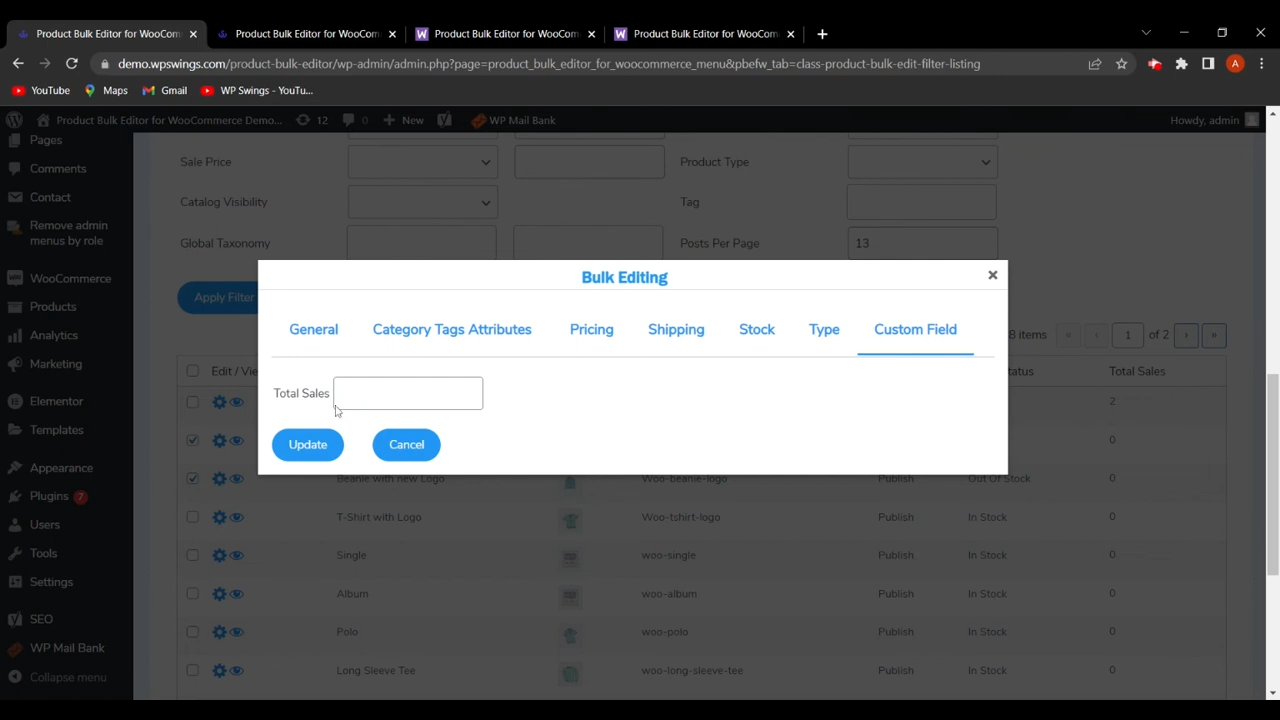 Product Bulk Editor for WooCom
Product Bulk Editor for WooCom
Product Bulk Editor for WooCom
Product Bulk Editor for WooCom
demo.wpswings.com/product-bulk-editor/wp-admin/admin.php?page=product_bulk_editor_for_woocommerce_menu&pbefw_tab=class-product-bulk-edit-filter-listing
A
YouTube
Maps
Gmail
WP Swings - YouTu...
Product Bulk Editor for WooCommerce Demo...
12
0
New
WP Mail Bank
Howdy, admin
Pages
Comments
Contact
Remove admin
menus by role
WooCommerce
Products
Analytics
Marketing
Elementor
Templates
Appearance
Plugins 7
Users
Tools
Settings
SEO
WP Mail Bank
Collapse menu
Sale Price
Product Type
Catalog Visibility
Tag
Global Taxonomy
Posts Per Page
13
Apply Filter
Bulk Editing
General
Category Tags Attributes
Pricing
Shipping
Stock
Type
Custom Field
Total Sales
Update
Cancel
8 items « ‹ 1 of 2 › »
Edit / Vie
tatus
Total Sales
2
0
Beanie with new Logo Woo-beanie-logo Publish Out Of Stock 0
T-Shirt with Logo Woo-tshirt-logo Publish In Stock 0
Single woo-single Publish In Stock 0
Album woo-album Publish In Stock 0
Polo woo-polo Publish In Stock 0
Long Sleeve Tee woo-long-sleeve-tee Publish In Stock 0